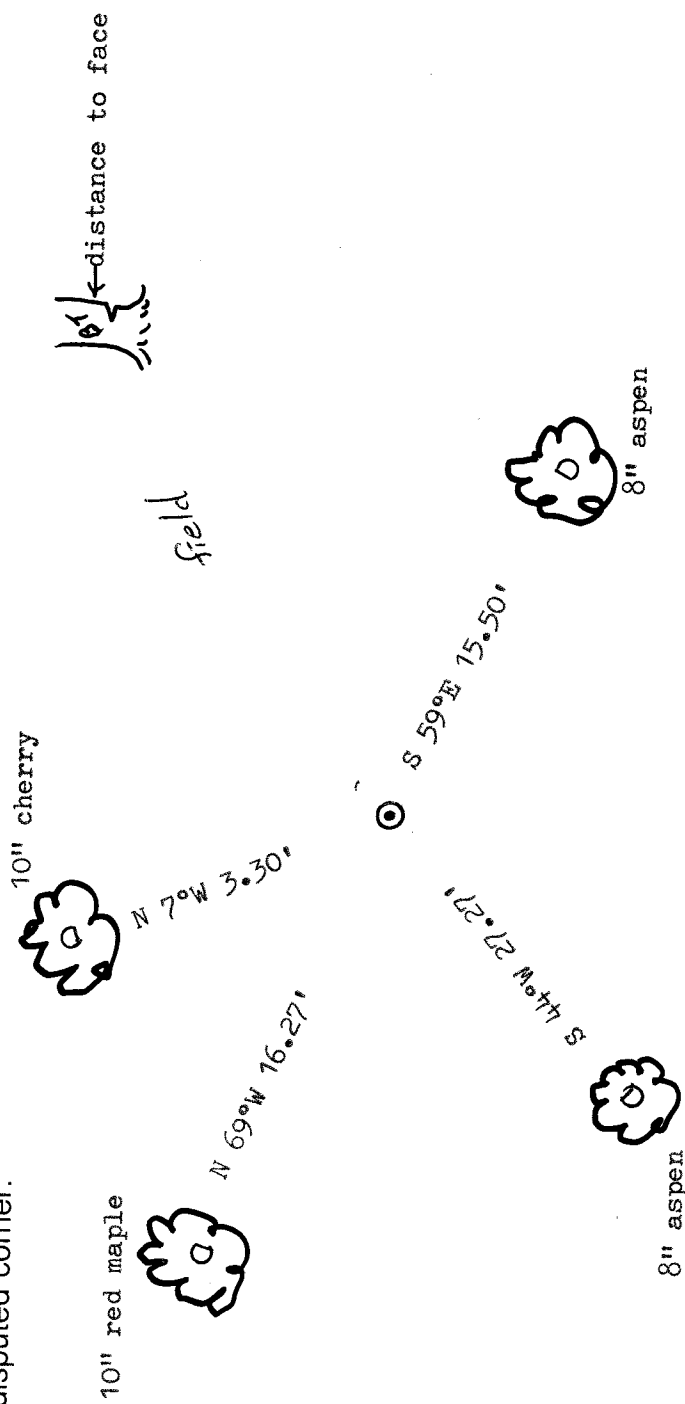 disputed corner.
10" cherry
←distance to face
field
10" red maple
N 7°W 3.30'
N 69°W 16.27'
S 59°E 15.50'
S 44°W 27.27'
8" aspen
8" aspen